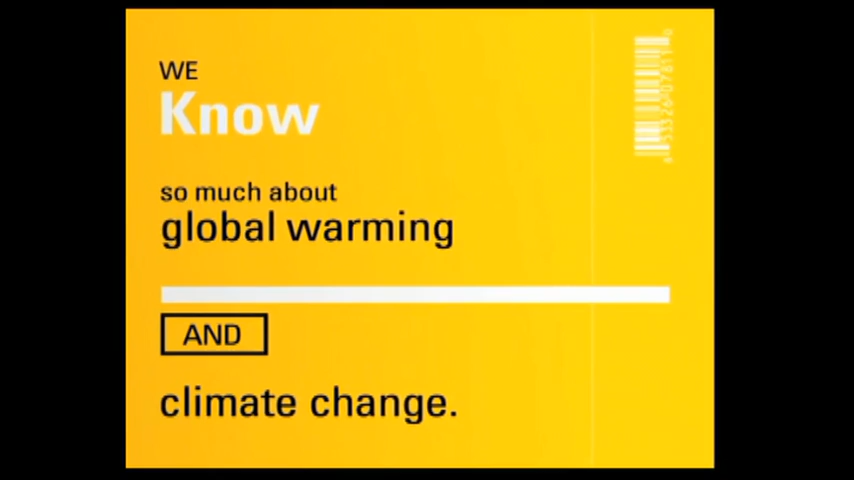 WE
Know
so much about
global warming
AND
climate change.